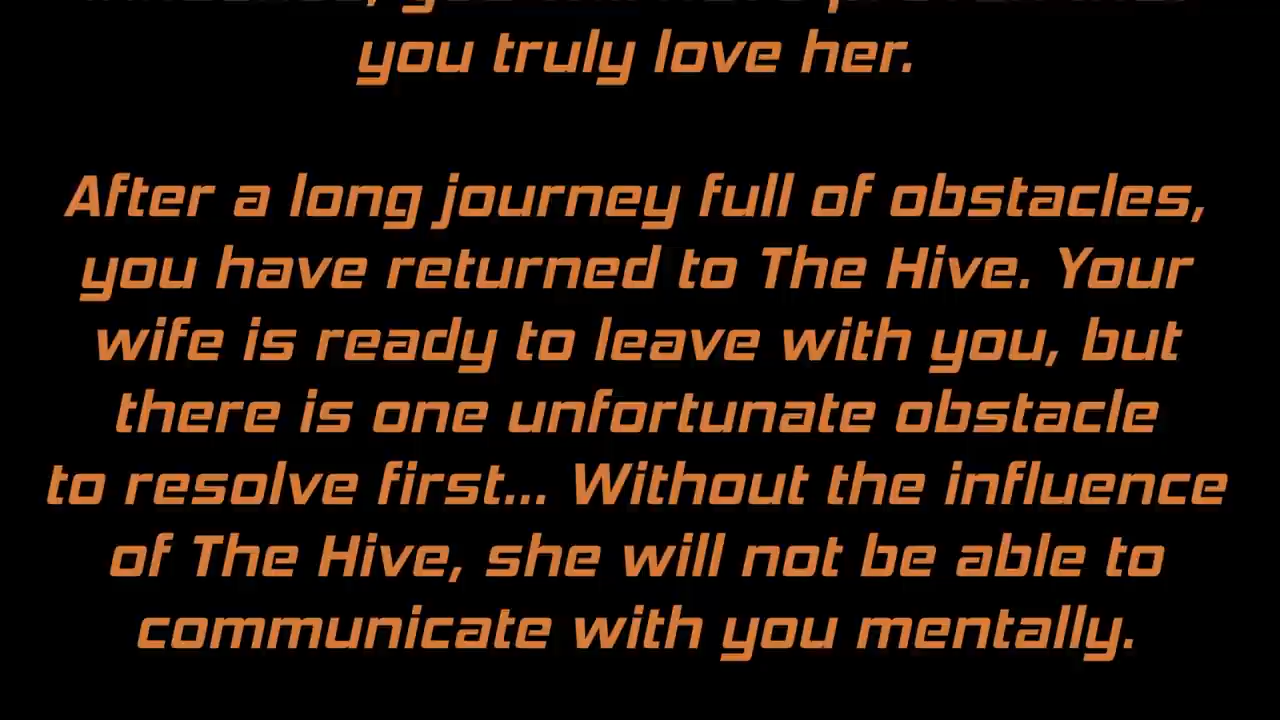 you truly love her.
After a long journey full of obstacles,
you have returned to The Hive. Your
wife is ready to leave with you, but
there is one unfortunate obstacle
to resolve first... Without the influence
of The Hive, she will not be able to
communicate with you mentally.